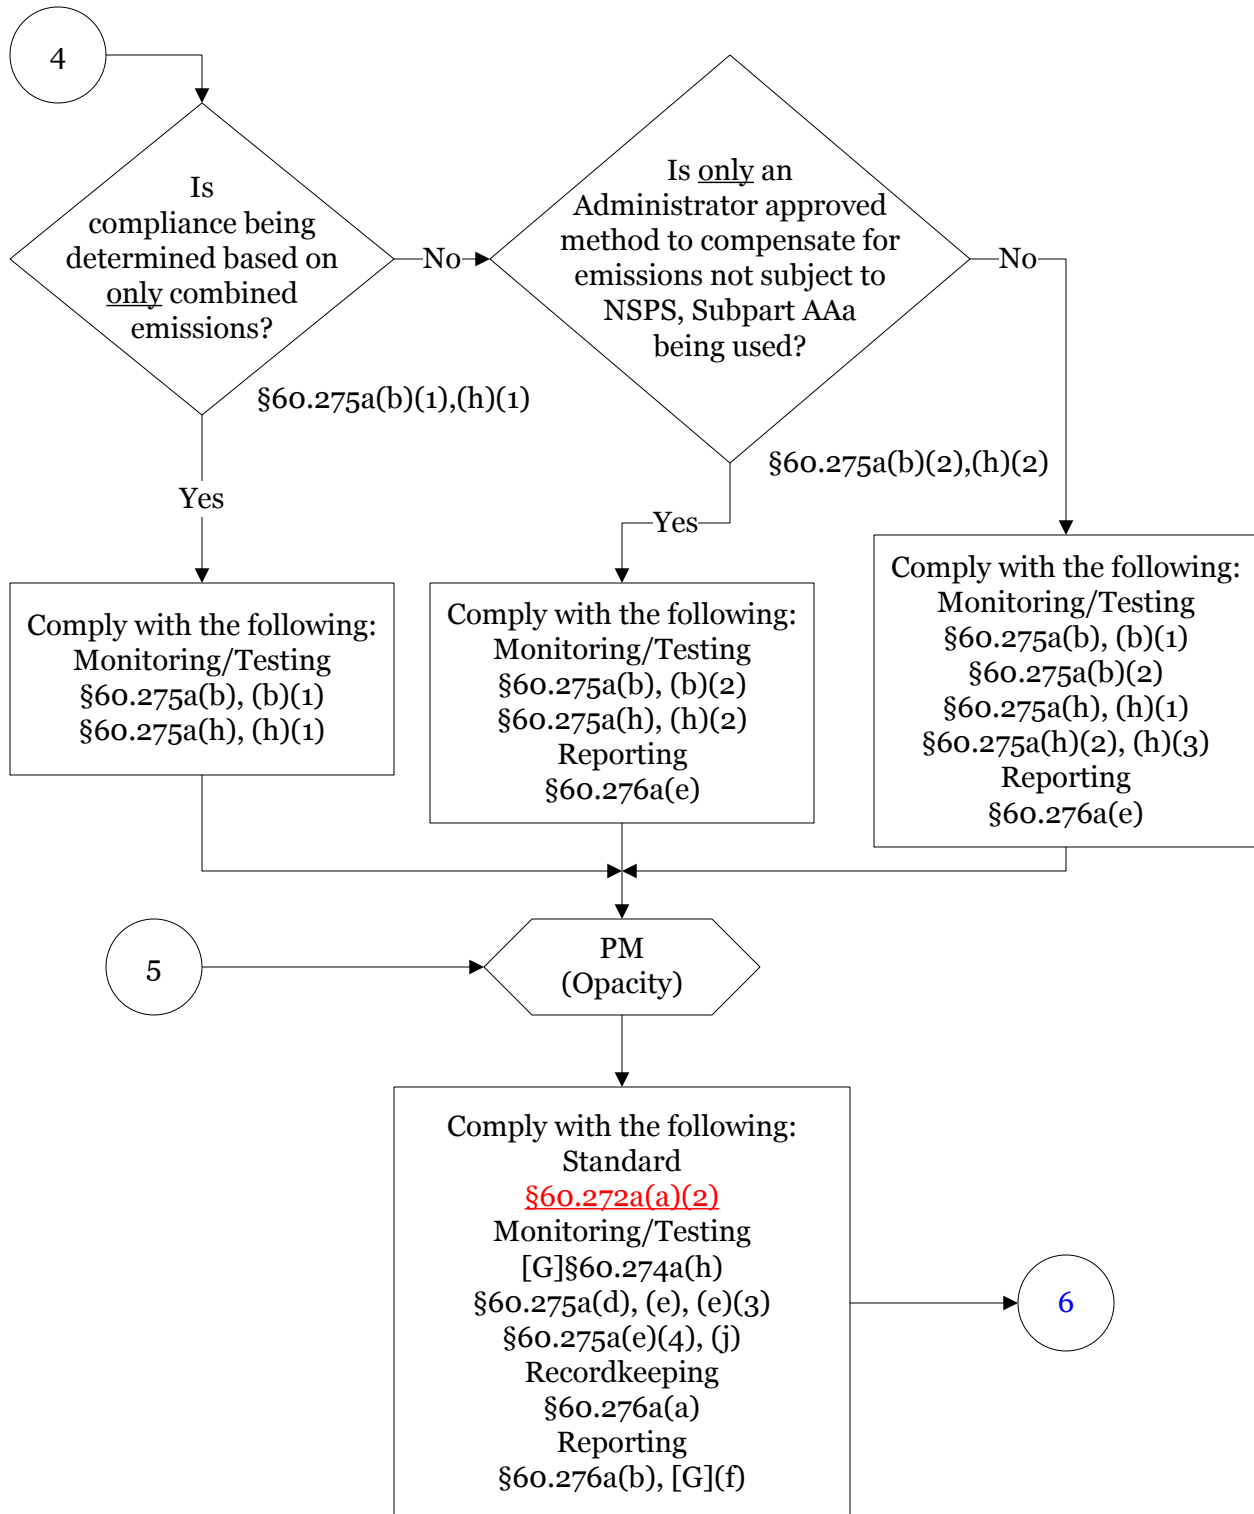 4
Is
compliance being
determined based on
only combined
emissions?
§60.275a(b)(1),(h)(1)
No
Is only an
Administrator approved
method to compensate for
emissions not subject to
NSPS, Subpart AAa
being used?
§60.275a(b)(2),(h)(2)
No
Yes
Yes
Comply with the following:
Monitoring/Testing
§60.275a(b), (b)(1)
§60.275a(h), (h)(1)
Comply with the following:
Monitoring/Testing
§60.275a(b), (b)(2)
§60.275a(h), (h)(2)
Reporting
§60.276a(e)
Comply with the following:
Monitoring/Testing
§60.275a(b), (b)(1)
§60.275a(b)(2)
§60.275a(h), (h)(1)
§60.275a(h)(2), (h)(3)
Reporting
§60.276a(e)
5
PM
(Opacity)
Comply with the following:
Standard
§60.272a(a)(2)
Monitoring/Testing
[G]§60.274a(h)
§60.275a(d), (e), (e)(3)
§60.275a(e)(4), (j)
Recordkeeping
§60.276a(a)
Reporting
§60.276a(b), [G](f)
6